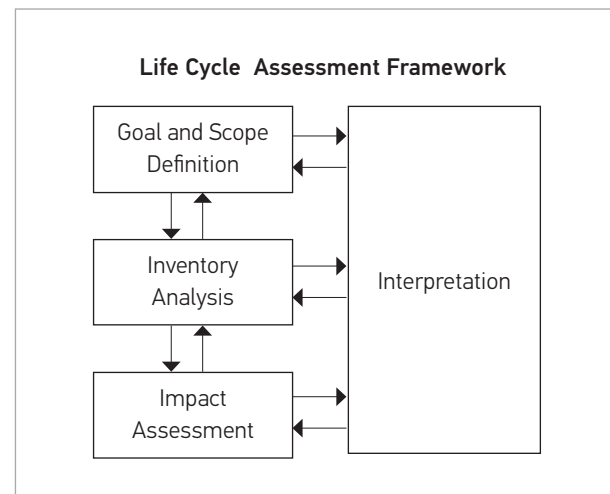 Life Cycle Assessment Framework
Goal and Scope
Definition
Inventory
Analysis
Impact
Assessment
Interpretation